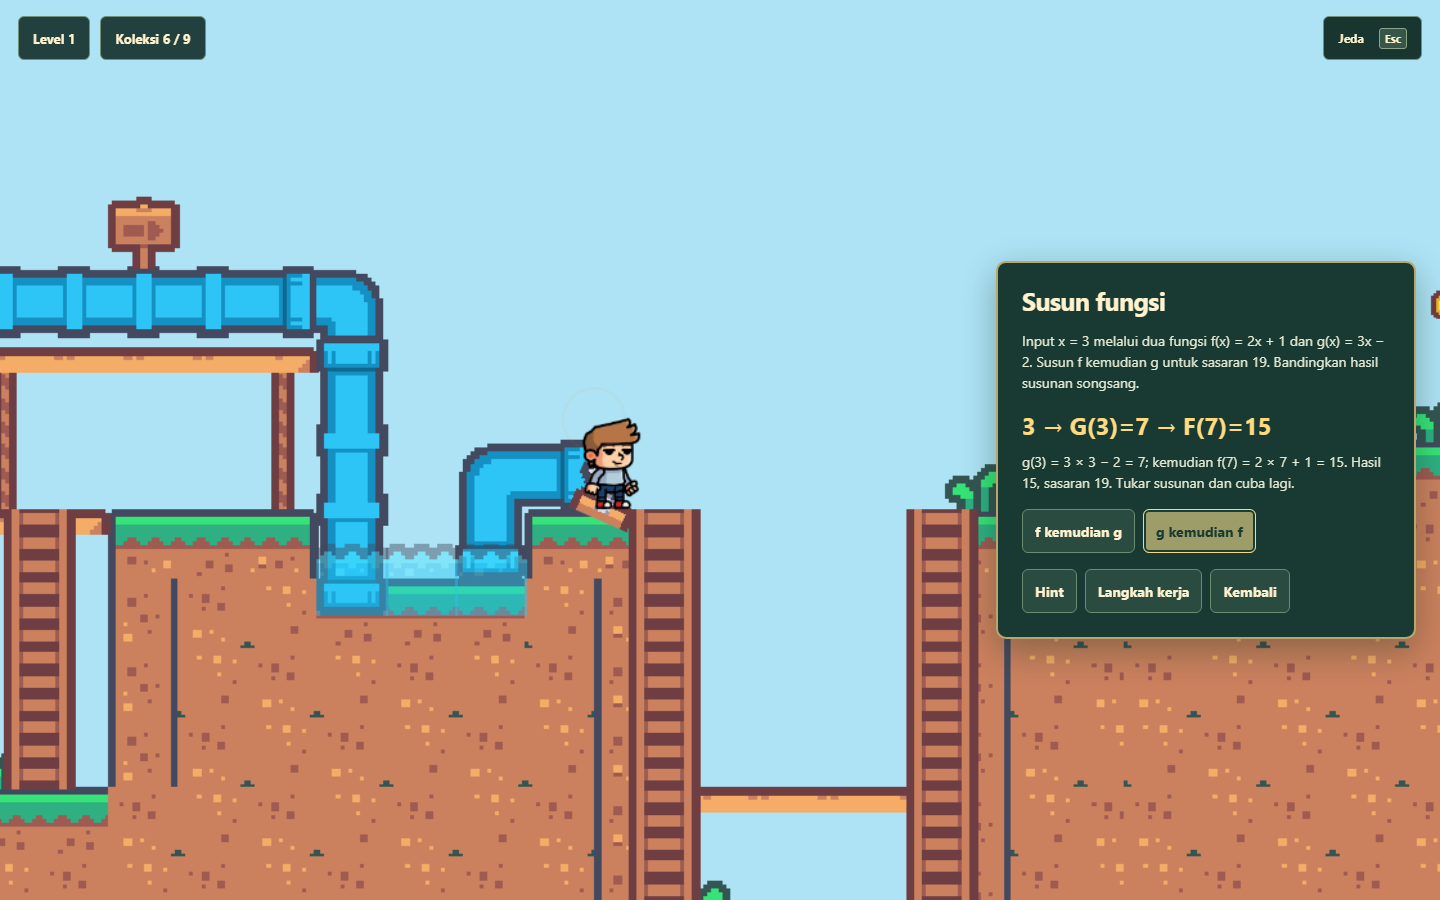 Level 1
Koleksi 6 / 9
Jeda Esc
Susun fungsi
Input x = 3 melalui dua fungsi f(x) = 2x + 1 dan g(x) = 3x −
2. Susun f kemudian g untuk sasaran 19. Bandingkan hasil
susunan songsang.
3 → G(3)=7 → F(7)=15
g(3) = 3 × 3 − 2 = 7; kemudian f(7) = 2 × 7 + 1 = 15. Hasil
15, sasaran 19. Tukar susunan dan cuba lagi.
f kemudian g
g kemudian f
Hint
Langkah kerja
Kembali